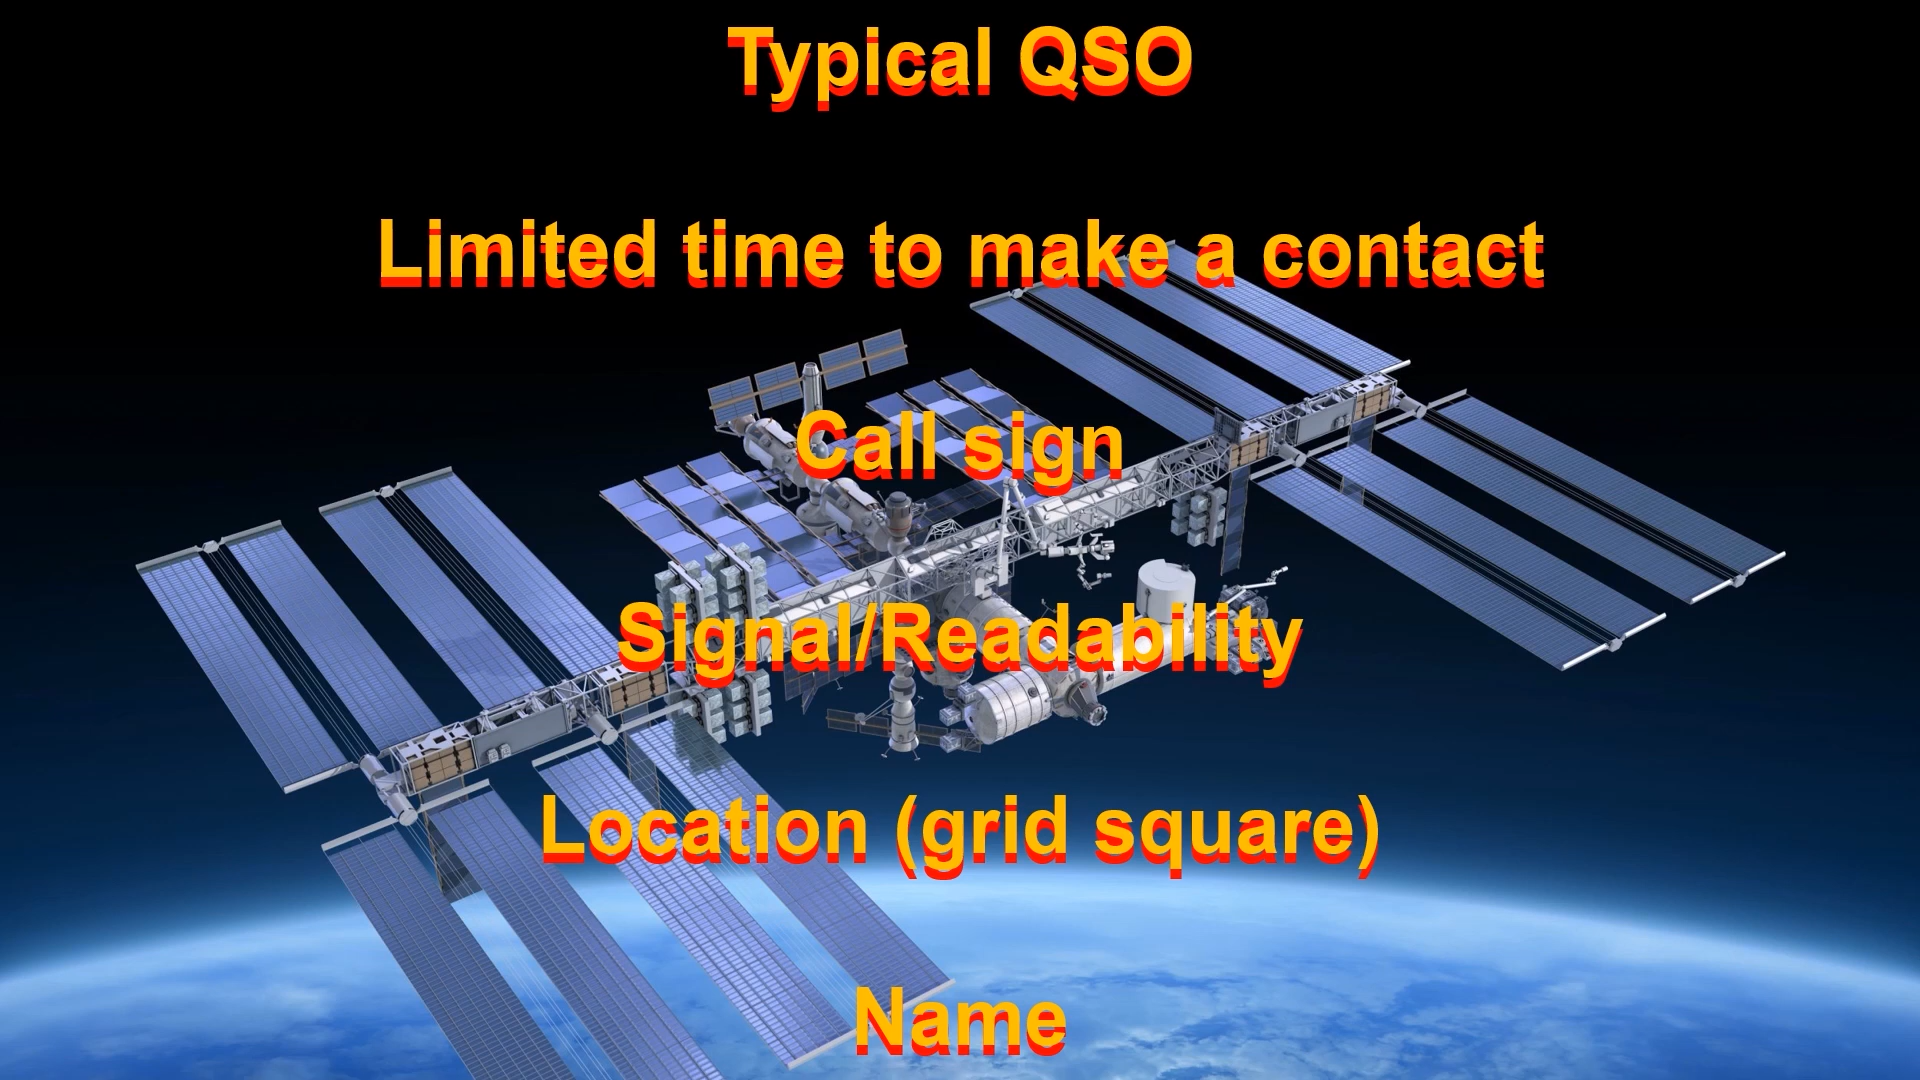 Typical QSO
Limited time to make a contact
Call sign
Signal/Readability
Location (grid square)
Name